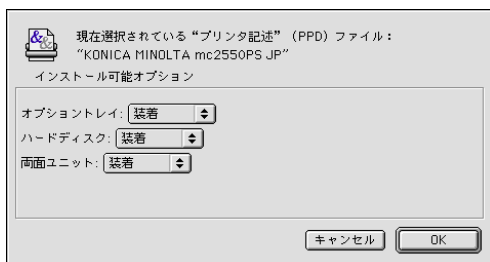 現在選択されている“プリンタ記述”（PPD）ファイル：
“KONICA MINOLTA mc2550PS JP”
インストール可能オプション
オプショントレイ: 装着
ハードディスク: 装着
両面ユニット: 装着
キャンセル OK